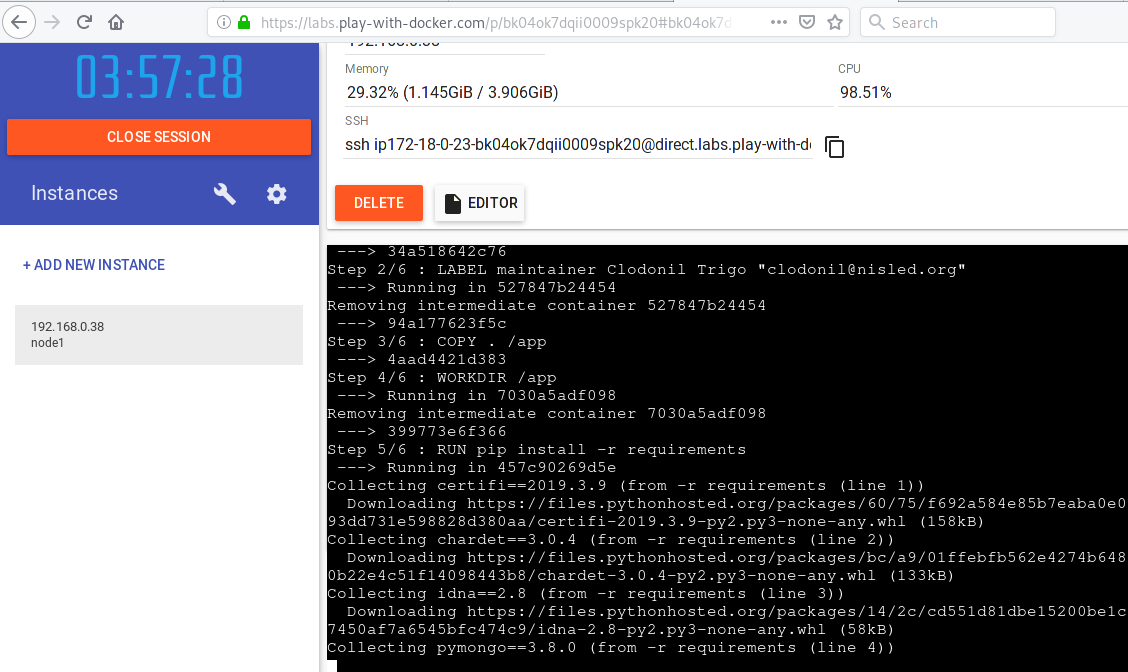 https://labs.play-with-docker.com/p/bk04ok7dqii0009spk20#bk04ok7d
Search
03:57:28
CLOSE SESSION
Instances
+ ADD NEW INSTANCE
192.168.0.38
node1
192.168.0.38
Memory
29.32% (1.145GiB / 3.906GiB)
CPU
98.51%
SSH
ssh ip172-18-0-23-bk04ok7dqii0009spk20@direct.labs.play-with-d
DELETE
EDITOR
---> 34a518642c76
Step 2/6 : LABEL maintainer Clodonil Trigo "clodonil@nisled.org"
---> Running in 527847b24454
Removing intermediate container 527847b24454
---> 94a177623f5c
Step 3/6 : COPY . /app
---> 4aad4421d383
Step 4/6 : WORKDIR /app
---> Running in 7030a5adf098
Removing intermediate container 7030a5adf098
---> 399773e6f366
Step 5/6 : RUN pip install -r requirements
---> Running in 457c90269d5e
Collecting certifi==2019.3.9 (from -r requirements (line 1))
Downloading https://files.pythonhosted.org/packages/60/75/f692a584e85b7eaba0e0
93dd731e598828d380aa/certifi-2019.3.9-py2.py3-none-any.whl (158kB)
Collecting chardet==3.0.4 (from -r requirements (line 2))
Downloading https://files.pythonhosted.org/packages/bc/a9/01ffebfb562e4274b648
0b22e4c51f14098443b8/chardet-3.0.4-py2.py3-none-any.whl (133kB)
Collecting idna==2.8 (from -r requirements (line 3))
Downloading https://files.pythonhosted.org/packages/14/2c/cd551d81dbe15200be1c
7450af7a6545bfc474c9/idna-2.8-py2.py3-none-any.whl (58kB)
Collecting pymongo==3.8.0 (from -r requirements (line 4))